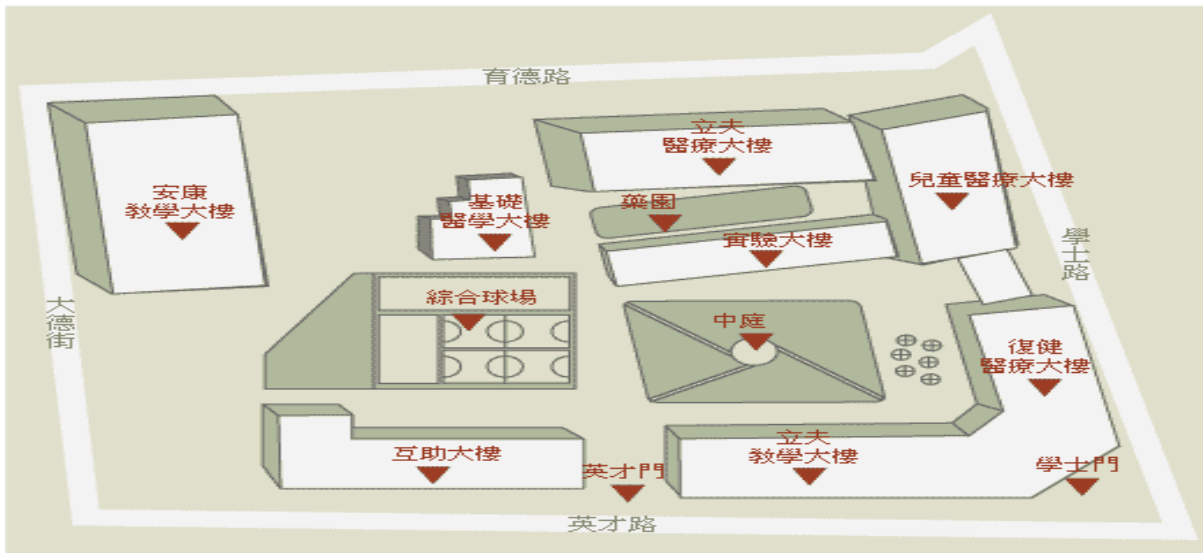 育德路
立夫
醫療大樓
兒童醫療大樓
安康
教學大樓
基礎
醫學大樓
藥園
實驗大樓
學士路
大德街
綜合球場
中庭
復健
醫療大樓
互助大樓
立夫
教學大樓
英才門
學士門
英才路